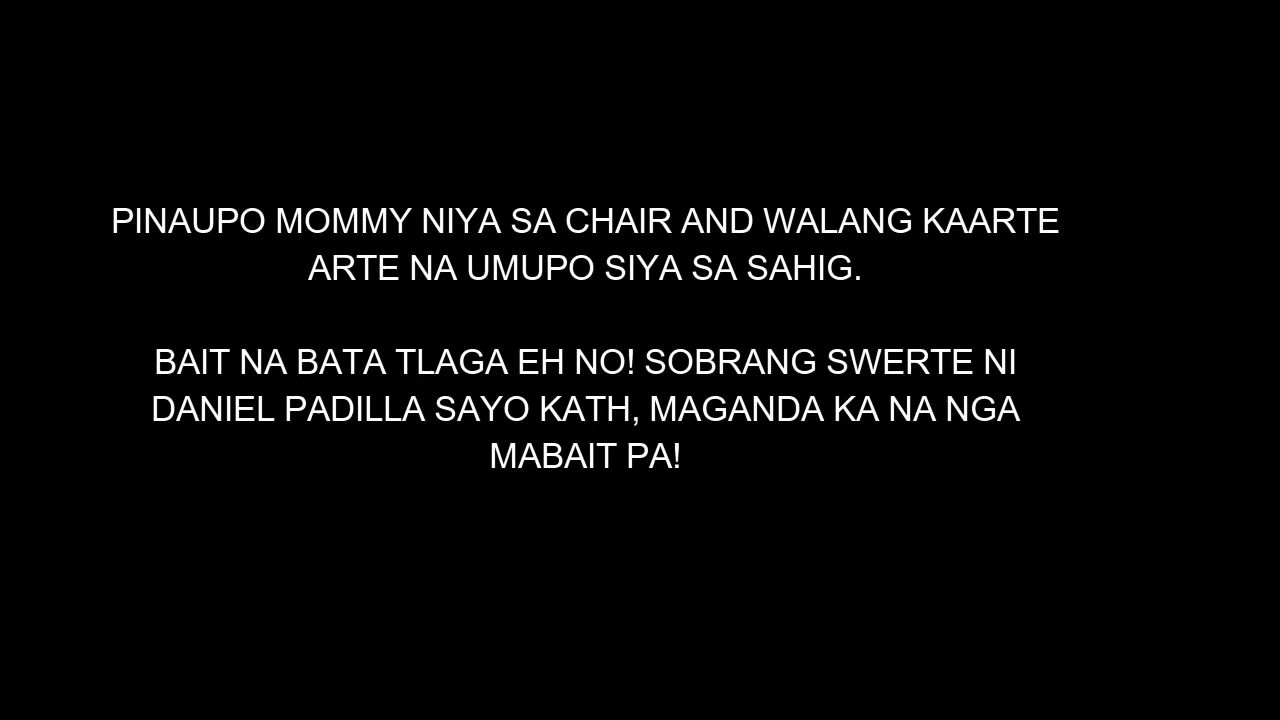 PINAUPO MOMMY NIYA SA CHAIR AND WALANG KAARTE
ARTE NA UMUPO SIYA SA SAHIG.
BAIT NA BATA TLAGA EH NO! SOBRANG SWERTE NI
DANIEL PADILLA SAYO KATH, MAGANDA KA NA NGA
MABAIT PA!